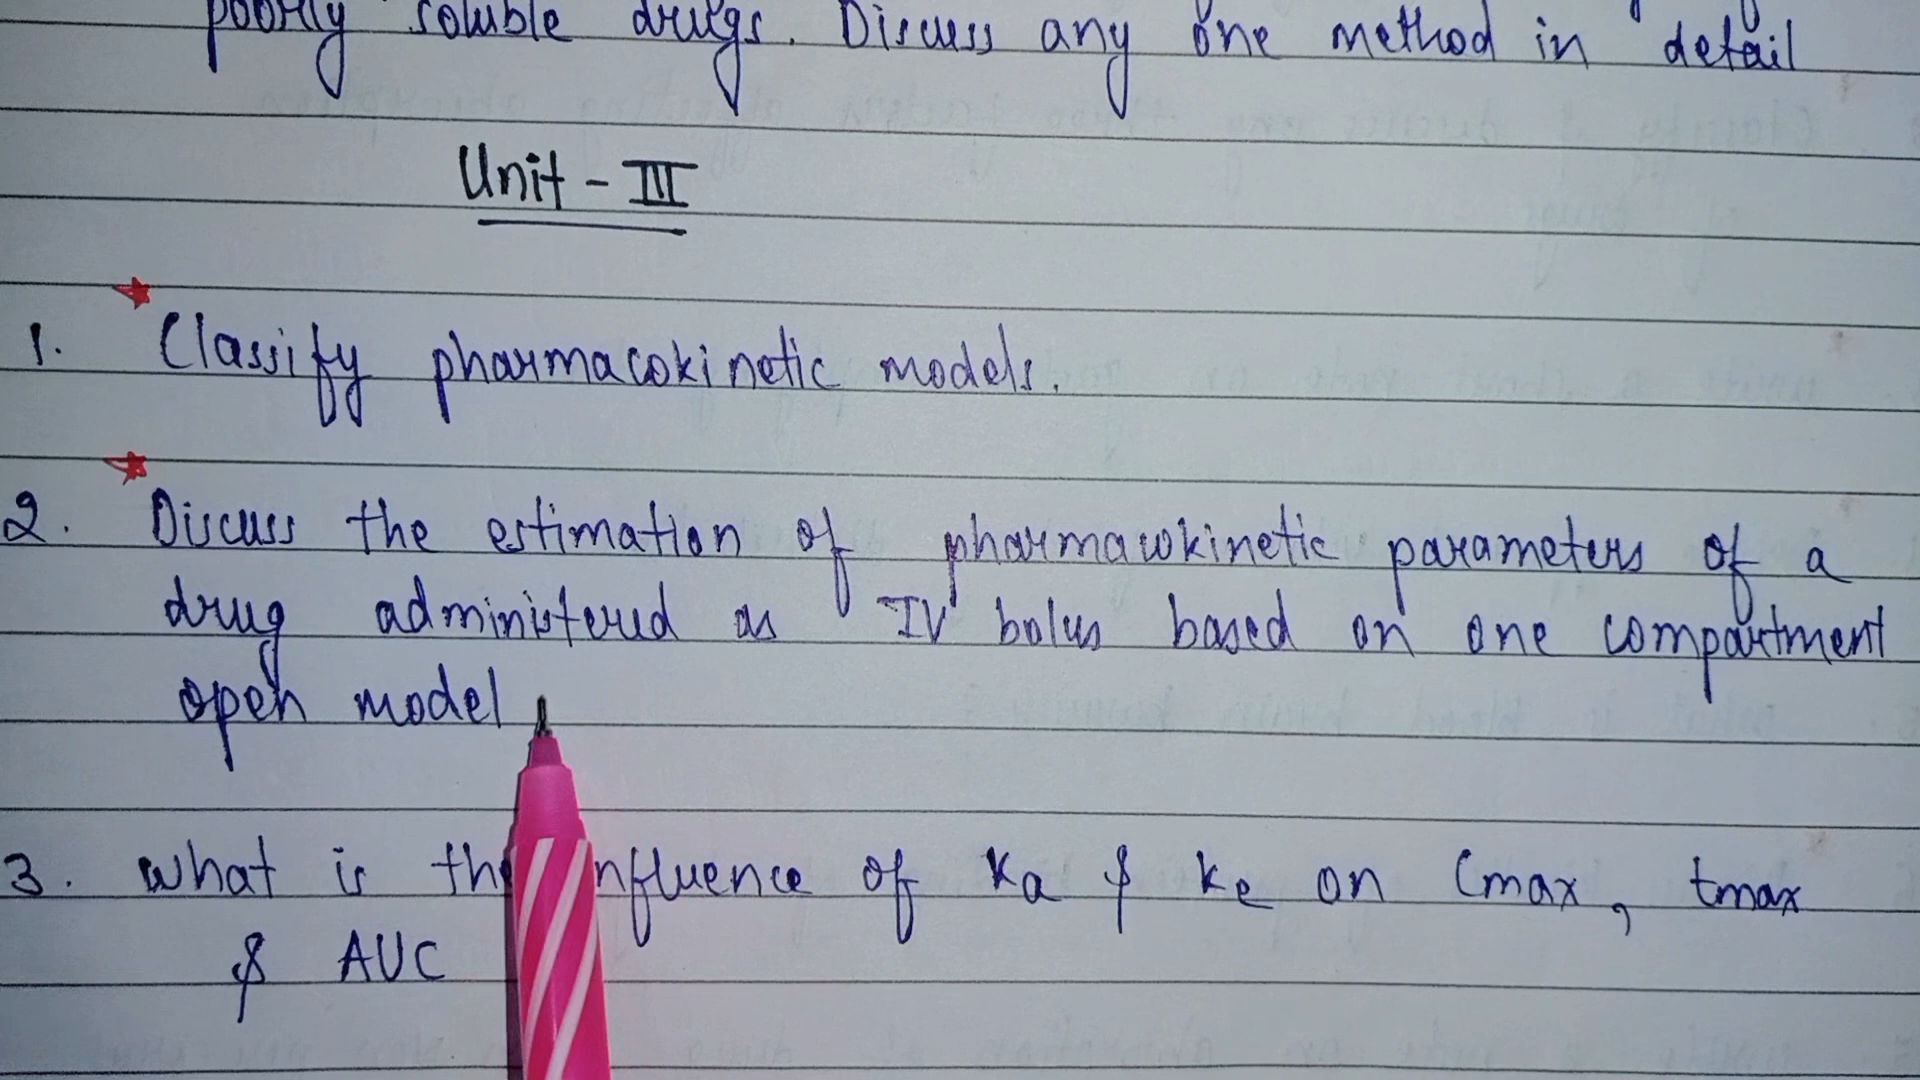 poorly soluble drugs. Discuss any one method in detail
Unit - III
1. Classify pharmacokinetic models.
2. Discuss the estimation of pharmacokinetic parameters of a
drug administered as IV bolus based on one compartment
open model
3. What is the influence of Ka & Ke on Cmax, tmax
& AUC